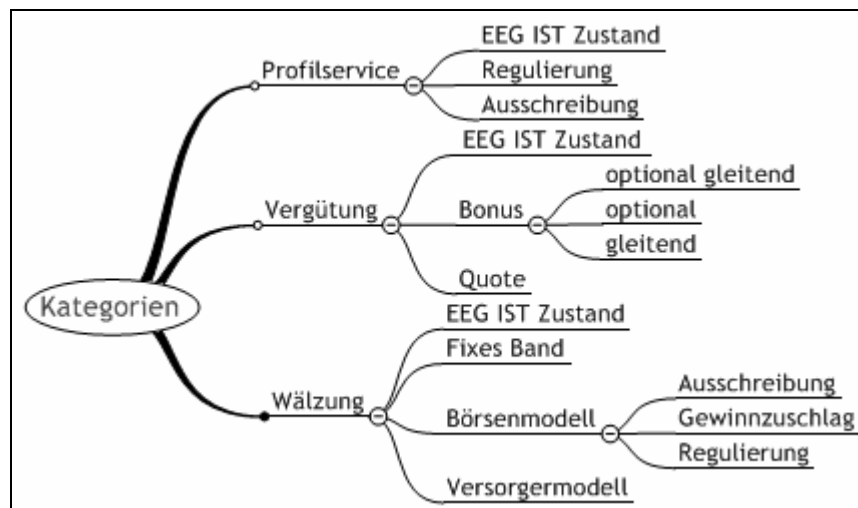 Kategorien
Profilservice
EEG IST Zustand
Regulierung
Ausschreibung
Vergütung
EEG IST Zustand
Bonus
optional gleitend
optional
gleitend
Quote
Wälzung
EEG IST Zustand
Fixes Band
Börsenmodell
Ausschreibung
Gewinnzuschlag
Regulierung
Versorgermodell